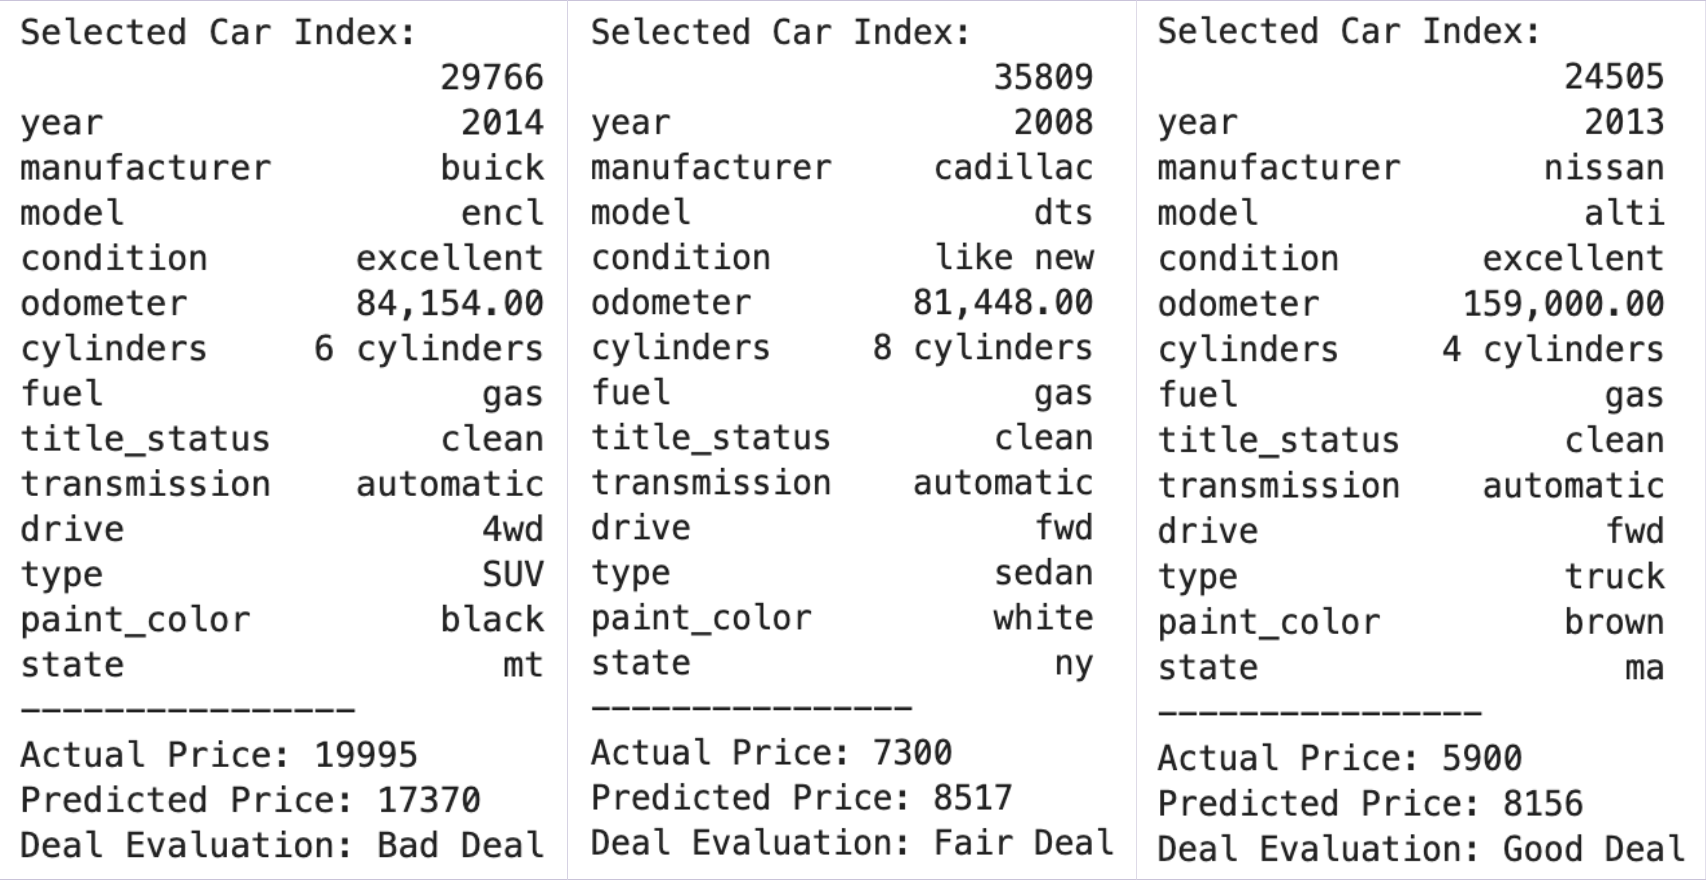 Selected Car Index:
29766
year 2014
manufacturer buick
model encl
condition excellent
odometer 84,154.00
cylinders 6 cylinders
fuel gas
title_status clean
transmission automatic
drive 4wd
type SUV
paint_color black
state mt
----------------
Actual Price: 19995
Predicted Price: 17370
Deal Evaluation: Bad Deal
Selected Car Index:
35809
year 2008
manufacturer cadillac
model dts
condition like new
odometer 81,448.00
cylinders 8 cylinders
fuel gas
title_status clean
transmission automatic
drive fwd
type sedan
paint_color white
state ny
----------------
Actual Price: 7300
Predicted Price: 8517
Deal Evaluation: Fair Deal
Selected Car Index:
24505
year 2013
manufacturer nissan
model alti
condition excellent
odometer 159,000.00
cylinders 4 cylinders
fuel gas
title_status clean
transmission automatic
drive fwd
type truck
paint_color brown
state ma
----------------
Actual Price: 5900
Predicted Price: 8156
Deal Evaluation: Good Deal